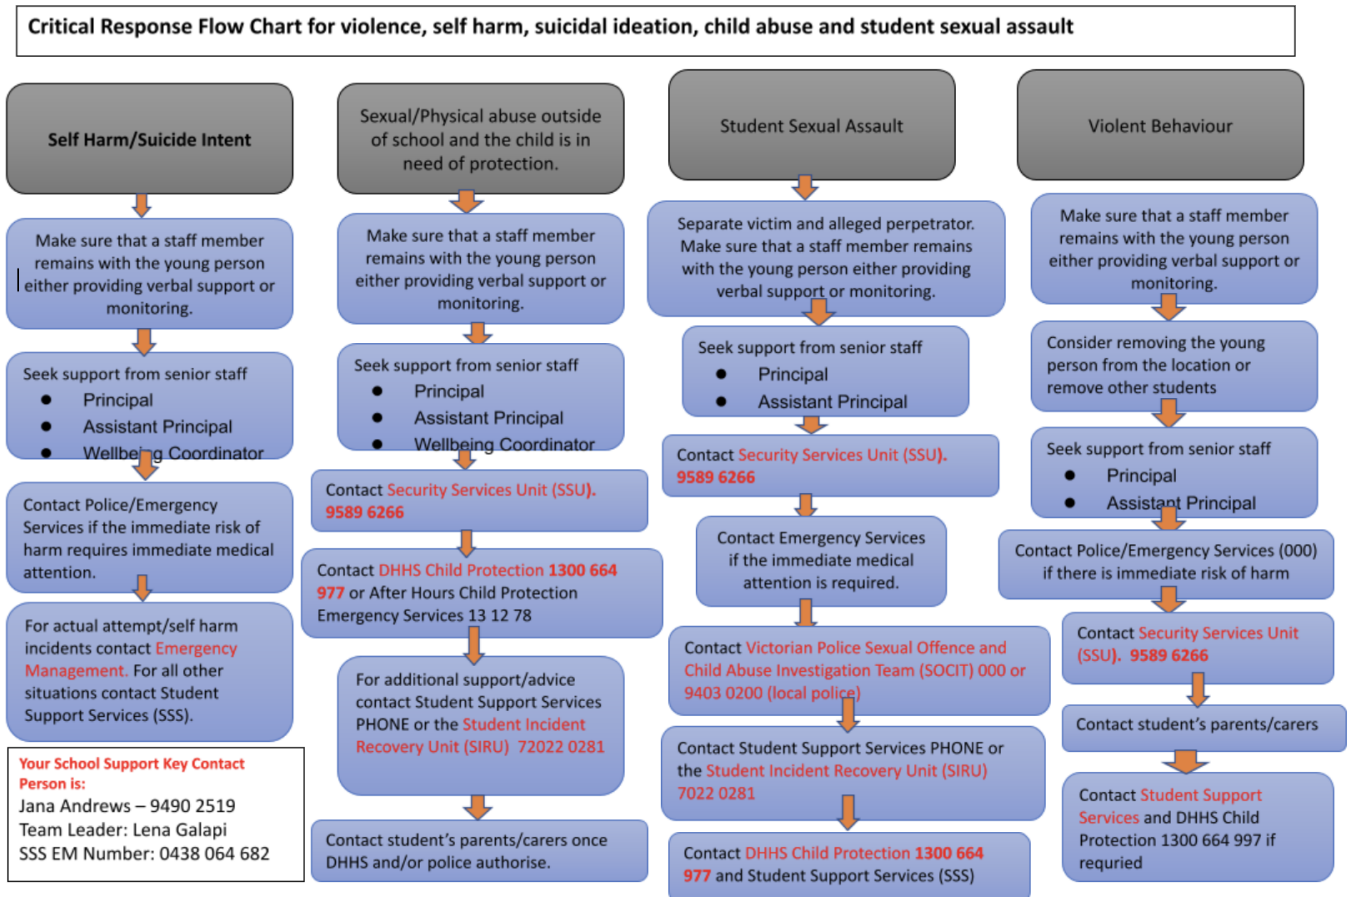 Critical Response Flow Chart for violence, self harm, suicidal ideation, child abuse and student sexual assault
Self Harm/Suicide Intent
Make sure that a staff member
remains with the young person
either providing verbal support or
monitoring.
Seek support from senior staff
● Principal
● Assistant Principal
● Wellbeing Coordinator
Contact Police/Emergency
Services if the immediate risk of
harm requires immediate medical
attention.
For actual attempt/self harm
incidents contact Emergency
Management. For all other
situations contact Student
Support Services (SSS).
Your School Support Key Contact
Person is:
Jana Andrews – 9490 2519
Team Leader: Lena Galapi
SSS EM Number: 0438 064 682
Sexual/Physical abuse outside
of school and the child is in
need of protection.
Make sure that a staff member
remains with the young person
either providing verbal support or
monitoring.
Seek support from senior staff
● Principal
● Assistant Principal
● Wellbeing Coordinator
Contact Security Services Unit (SSU).
9589 6266
Contact DHHS Child Protection 1300 664
977 or After Hours Child Protection
Emergency Services 13 12 78
For additional support/advice
contact Student Support Services
PHONE or the Student Incident
Recovery Unit (SIRU) 72022 0281
Contact student's parents/carers once
DHHS and/or police authorise.
Student Sexual Assault
Separate victim and alleged perpetrator.
Make sure that a staff member remains
with the young person either providing
verbal support or monitoring.
Seek support from senior staff
● Principal
● Assistant Principal
Contact Security Services Unit (SSU).
9589 6266
Contact Emergency Services
if the immediate medical
attention is required.
Contact Victorian Police Sexual Offence and
Child Abuse Investigation Team (SOCIT) 000 or
9403 0200 (local police)
Contact Student Support Services PHONE or
the Student Incident Recovery Unit (SIRU)
7022 0281
Contact DHHS Child Protection 1300 664
977 and Student Support Services (SSS)
Violent Behaviour
Make sure that a staff member
remains with the young person
either providing verbal support or
monitoring.
Consider removing the young
person from the location or
remove other students
Seek support from senior staff
● Principal
● Assistant Principal
Contact Police/Emergency Services (000)
if there is immediate risk of harm
Contact Security Services Unit
(SSU). 9589 6266
Contact student's parents/carers
Contact Student Support
Services and DHHS Child
Protection 1300 664 997 if
requried